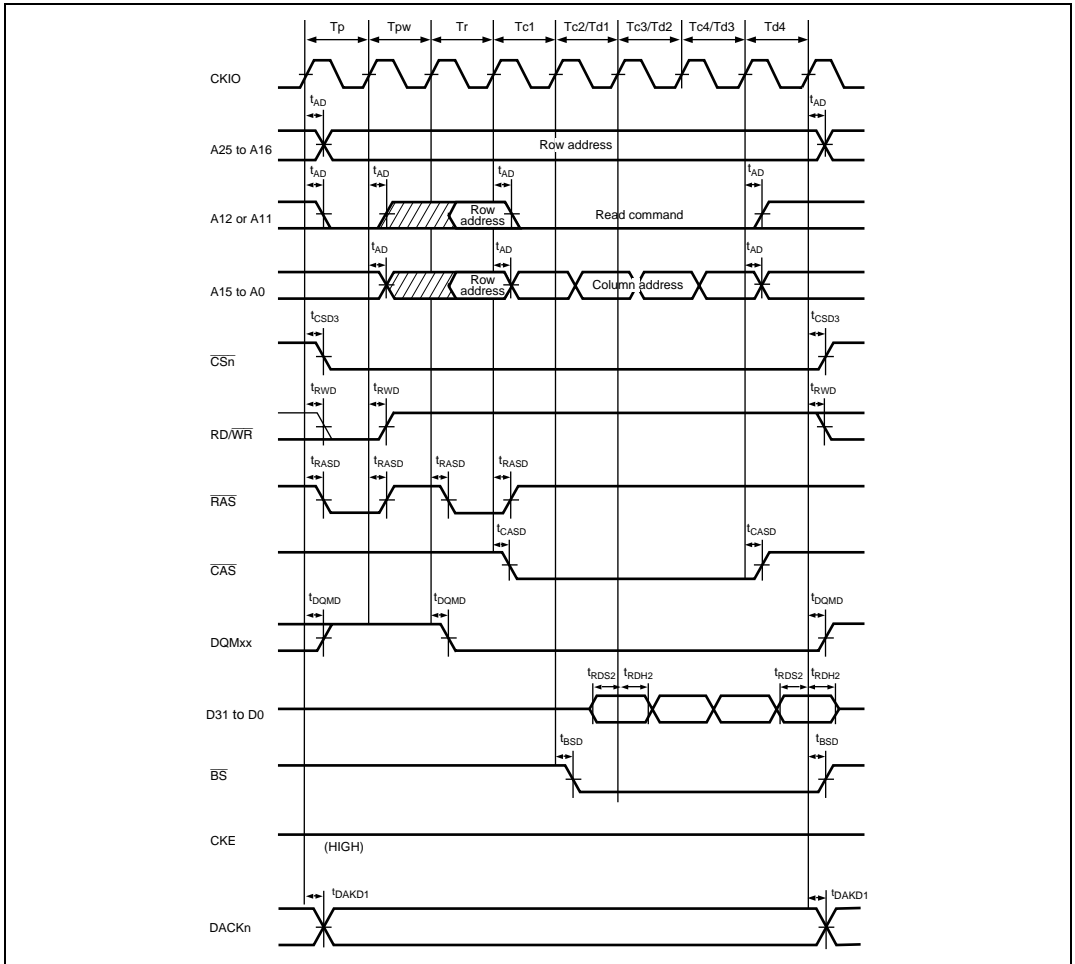 Tp Tpw Tr Tc1 Tc2/Td1 Tc3/Td2 Tc4/Td3 Td4
CKIO
tAD tAD
A25 to A16 Row address
tAD tAD tAD tAD
A12 or A11 Row address Read command
tAD tAD tAD
A15 to A0 Row address Column address
tCSD3 tCSD3
CSn
tRWD tRWD tRWD
RD/WR
tRASD tRASD tRASD tRASD
RAS
tCASD tCASD
CAS
tDQMD tDQMD tDQMD
DQMxx
tRDS2 tRDH2 tRDS2 tRDH2
D31 to D0
tBSD tBSD
BS
CKE
(HIGH)
tDAKD1 tDAKD1
DACKn